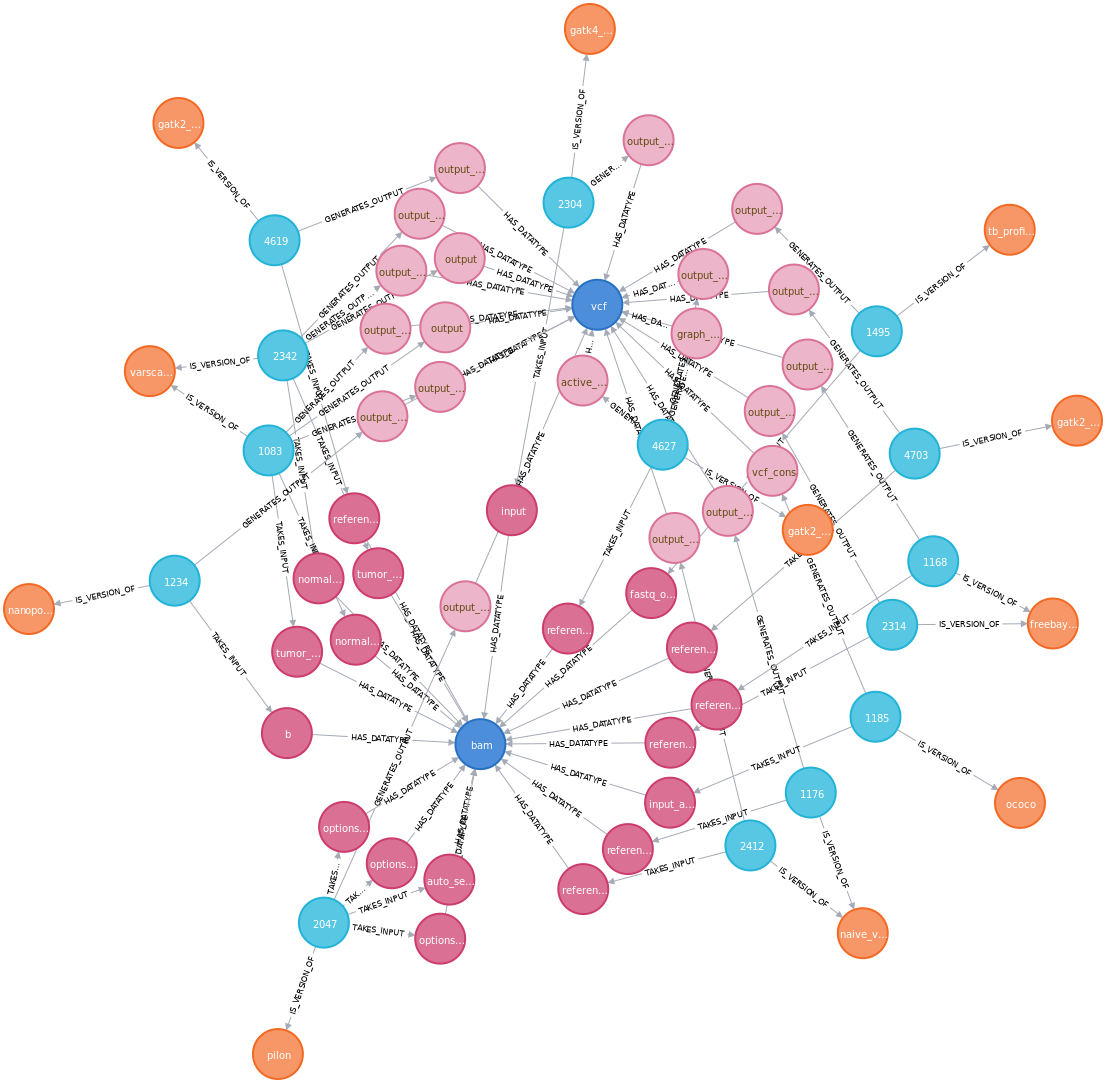 gatk4_...
IS_VERSION_OF
gatk2_...
output_...
GENER...
IS_VERSION_OF
output_...
2304
GENERATES_OUTPUT
output_...
output_...
tb_profi...
4619
HAS_DATATYPE
HAS_DATATYPE
HAS_DATATYPE
GENERATES_OUTPUT
IS_VERSION_OF
output_...
output
HAS_DATATYPE
output_...
HAS_DAT...
output_...
vcf
output_...
output
graph_...
1495
2342
IS_VERSION_OF
varsca...
TAKES_INPUT
H...
HAS_DATATYPE
output_...
active_...
output_...
output_...
output_...
GENERATES_OUTPUT
IS_VERSION_OF
GENERATES_OUTPUT
gatk2_...
1083
4627
4703
IS_VERSION_OF
TAKES_INPUT
HAS_DATATYPE
vcf_cons
GENERATES_OUTPUT
IS_VERSION_OF
input
output_...
referen...
gatk2_...
TAKES_INPUT
TAKES_INPUT
output_...
1234
normal...
tumor_...
1168
IS_VERSION_OF
IS_VERSION_OF
nanopo...
output_...
fastq_o...
HAS_DATATYPE
TAKES_INPUT
referen...
2314
IS_VERSION_OF
freebay...
tumor_...
normal...
referen...
TAKES_INPUT
HAS_DATATYPE
HAS_DATATYPE
HAS_DATATYPE
TAKES_INPUT
GENERATES_OUTPUT
referen...
1185
b
HAS_DATATYPE
bam
HAS_DATATYPE
HAS_DATATYPE
referen...
IS_VERSION_OF
GENERATES_OUTPUT
HAS_DATATYPE
HAS_DATATYPE
TAKES_INPUT
1176
input_a...
ococo
options...
HAS_DATATYPE
HAS_DATATYPE
HAS_DATATYPE
TAKES_INPUT
referen...
2412
options...
auto_se...
TAKES_INPUT
IS_VERSION_OF
IS_VERSION_OF
TAKES...
TAK...
TAKES_INPUT
referen...
2047
TAKES_INPUT
options...
naive_v...
IS_VERSION_OF
pilon